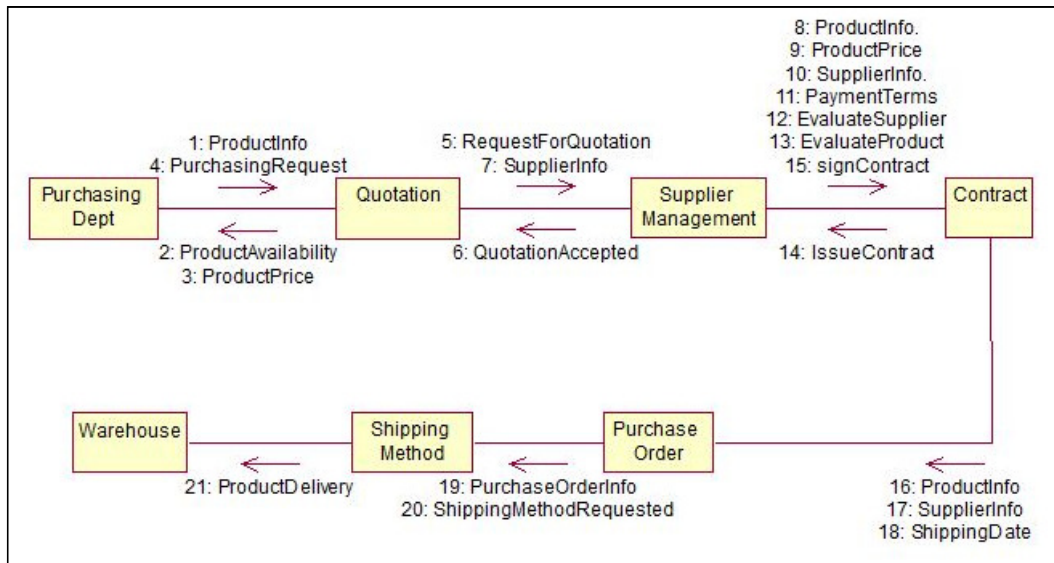 8: ProductInfo.
9: ProductPrice
10: SupplierInfo.
11: PaymentTerms
12: EvaluateSupplier
13: EvaluateProduct
15: signContract
1: ProductInfo
4: PurchasingRequest
5: RequestForQuotation
7: SupplierInfo
Purchasing
Dept
Quotation
Supplier
Management
Contract
2: ProductAvailability
3: ProductPrice
6: QuotationAccepted
14: IssueContract
Warehouse
Shipping
Method
Purchase
Order
21: ProductDelivery
19: PurchaseOrderInfo
20: ShippingMethodRequested
16: ProductInfo
17: SupplierInfo
18: ShippingDate